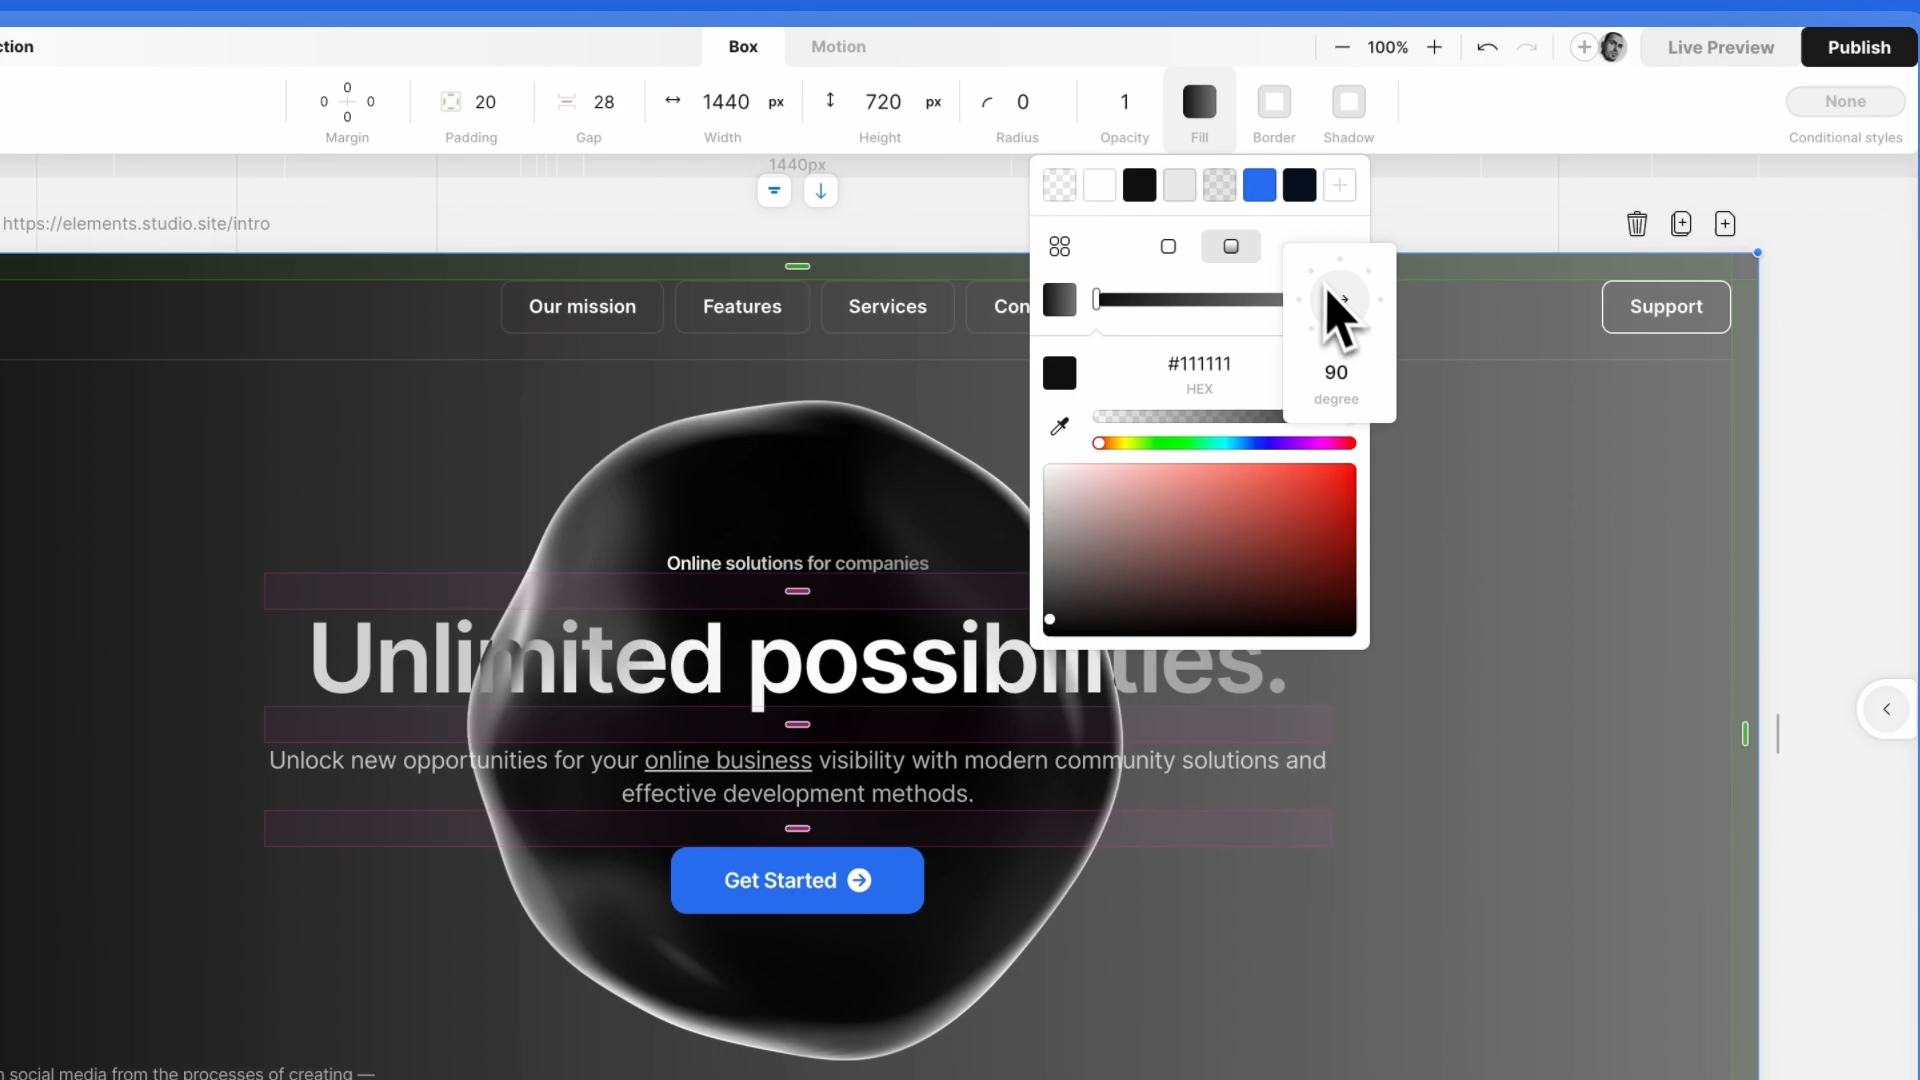 ction
Box
Motion
100%
Live Preview
Publish
0
0 0
0
Margin
20
Padding
28
Gap
1440 px
Width
720 px
Height
0
Radius
1
Opacity
Fill
Border
Shadow
None
Conditional styles
1440px
https://elements.studio.site/intro
Our mission
Features
Services
Con
Support
#111111
HEX
90
degree
Online solutions for companies
Unlimited possibilities.
Unlock new opportunities for your online business visibility with modern community solutions and
effective development methods.
Get Started
n social media from the processes of creating —